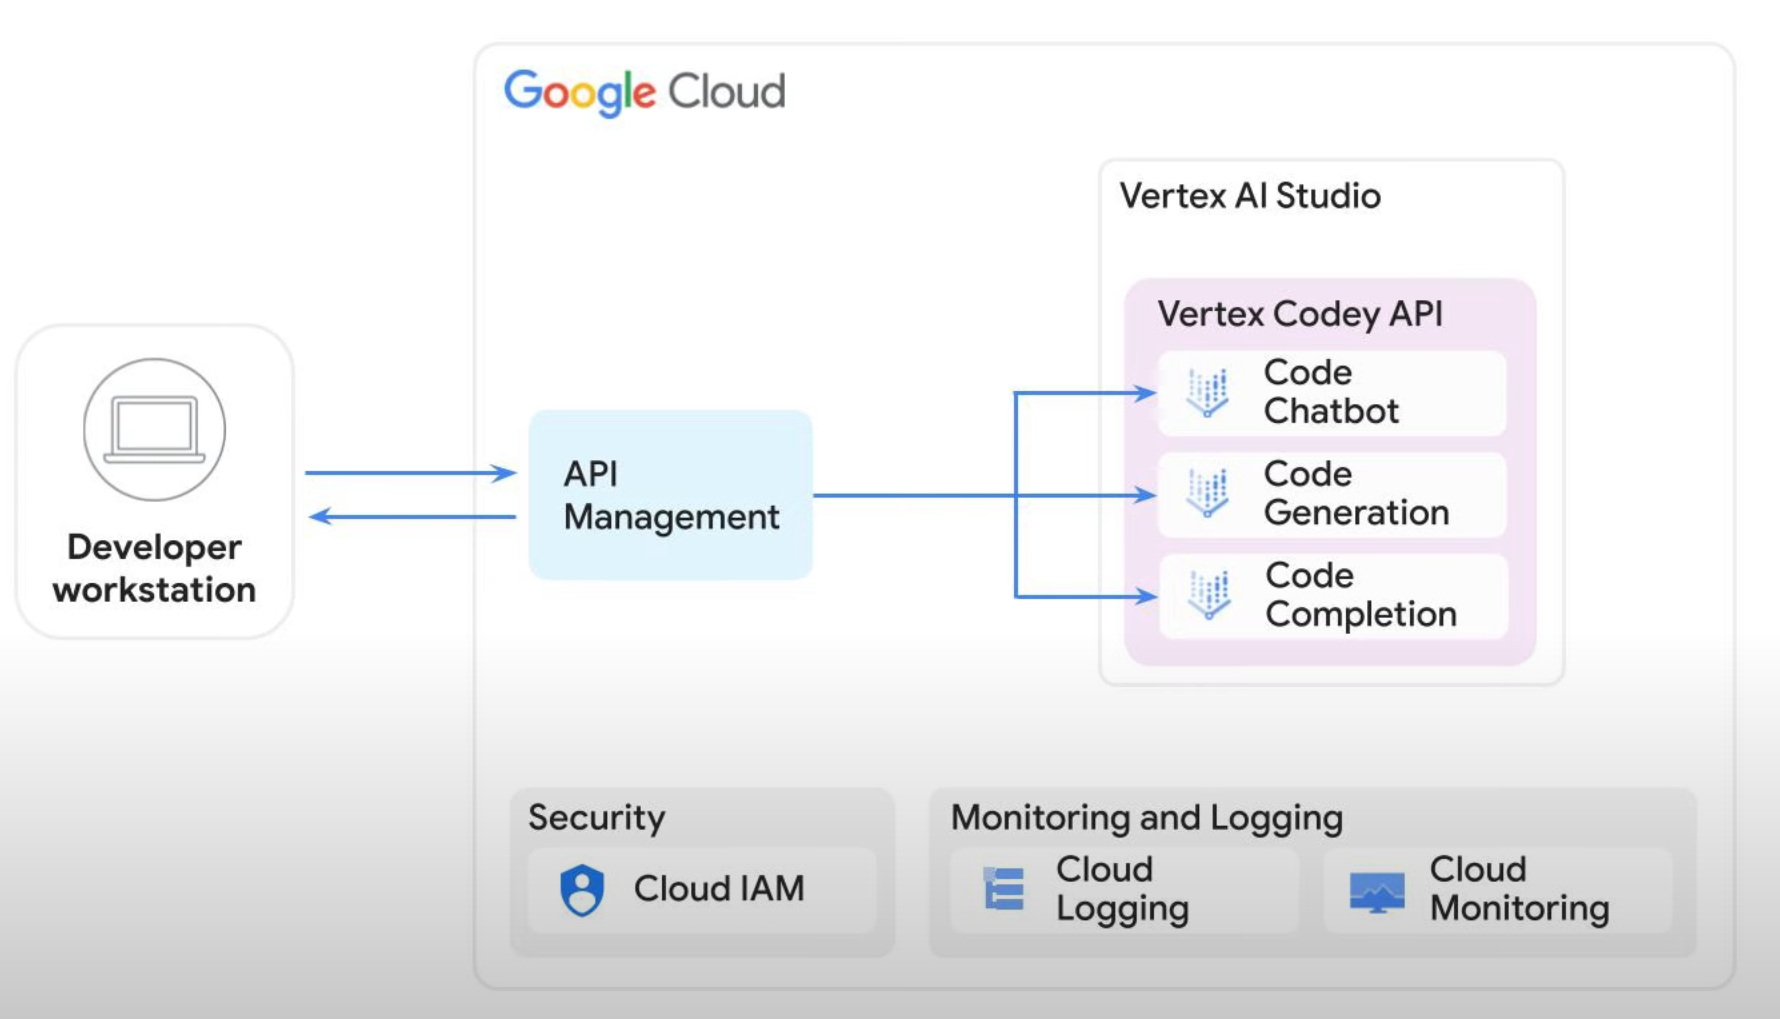 Google Cloud
Vertex AI Studio
Vertex Codey API
Code
Chatbot
Code
Generation
Code
Completion
API
Management
Developer
workstation
Security
Cloud IAM
Monitoring and Logging
Cloud
Logging
Cloud
Monitoring